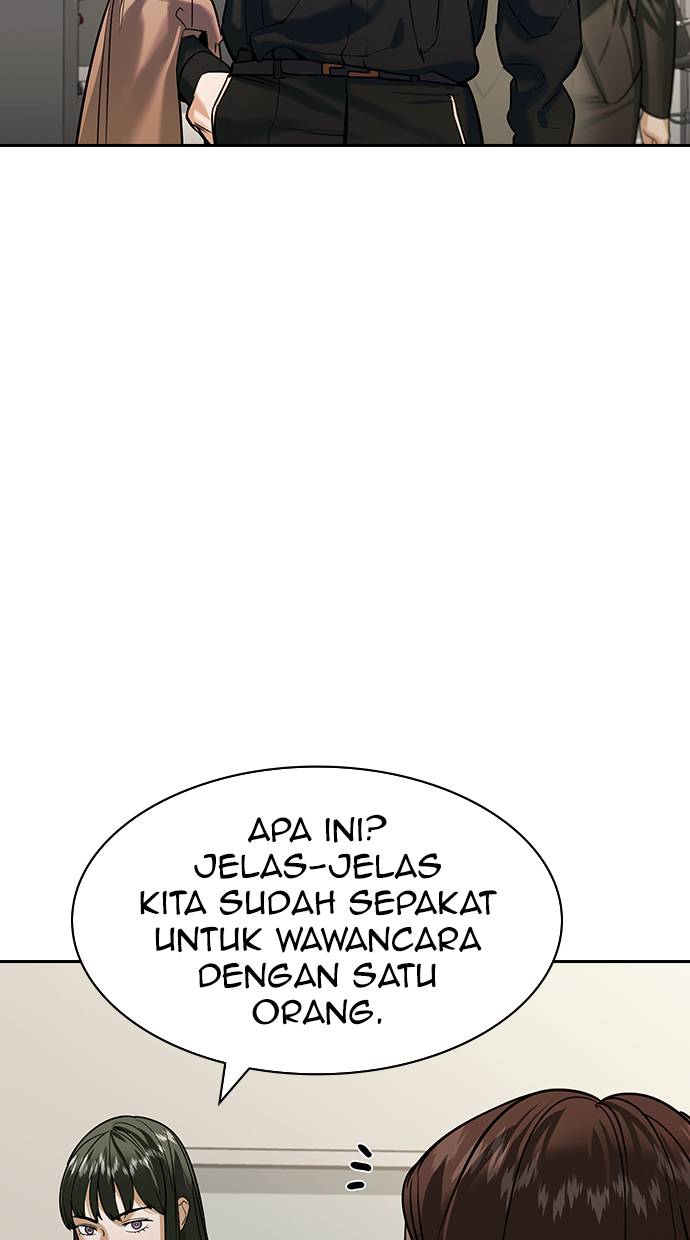 APA INI?
JELAS-JELAS
KITA SUDAH SEPAKAT
UNTUK WAWANCARA
DENGAN SATU
ORANG.